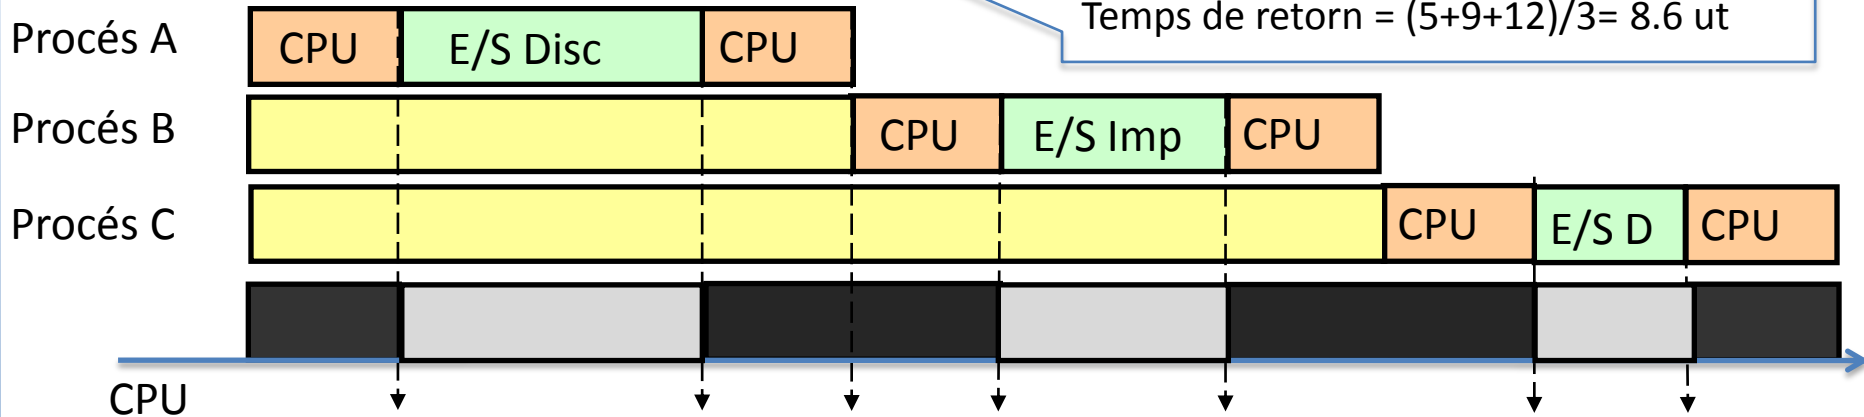 Temps de retorn = (5+9+12)/3= 8.6 ut
Procés A CPU E/S Disc CPU
Procés B CPU E/S Imp CPU
Procés C CPU E/S D CPU
CPU